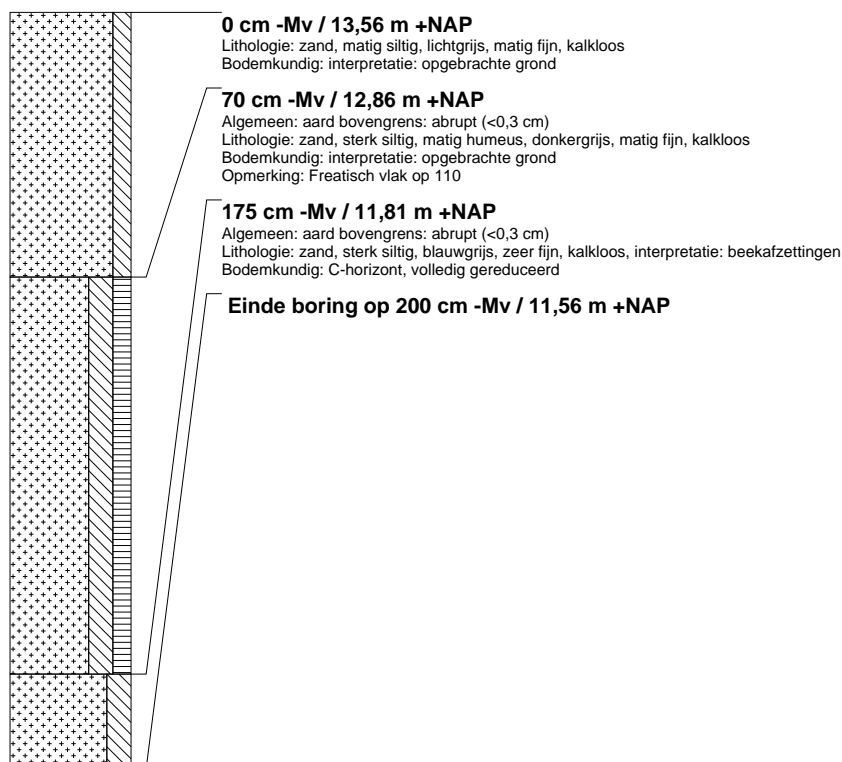 0 cm -Mv / 13,56 m +NAP
Lithologie: zand, matig siltig, lichtgrijs, matig fijn, kalkloos
Bodemkundig: interpretatie: opgebrachte grond
70 cm -Mv / 12,86 m +NAP
Algemeen: aard bovengrens: abrupt (<0,3 cm)
Lithologie: zand, sterk siltig, matig humeus, donkergrijs, matig fijn, kalkloos
Bodemkundig: interpretatie: opgebrachte grond
Opmerking: Freatisch vlak op 110
175 cm -Mv / 11,81 m +NAP
Algemeen: aard bovengrens: abrupt (<0,3 cm)
Lithologie: zand, sterk siltig, blauwgrijs, zeer fijn, kalkloos, interpretatie: beekafzettingen
Bodemkundig: C-horizont, volledig gereduceerd
Einde boring op 200 cm -Mv / 11,56 m +NAP